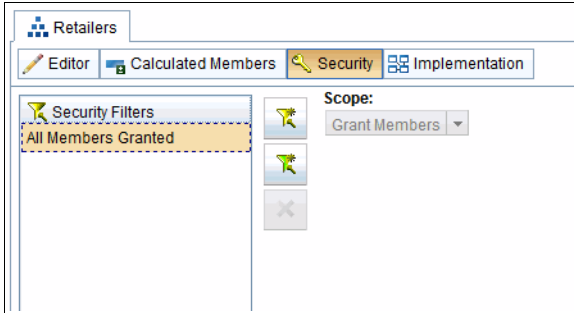 Retailers
Editor Calculated Members Security Implementation
Security Filters
All Members Granted
Scope:
Grant Members